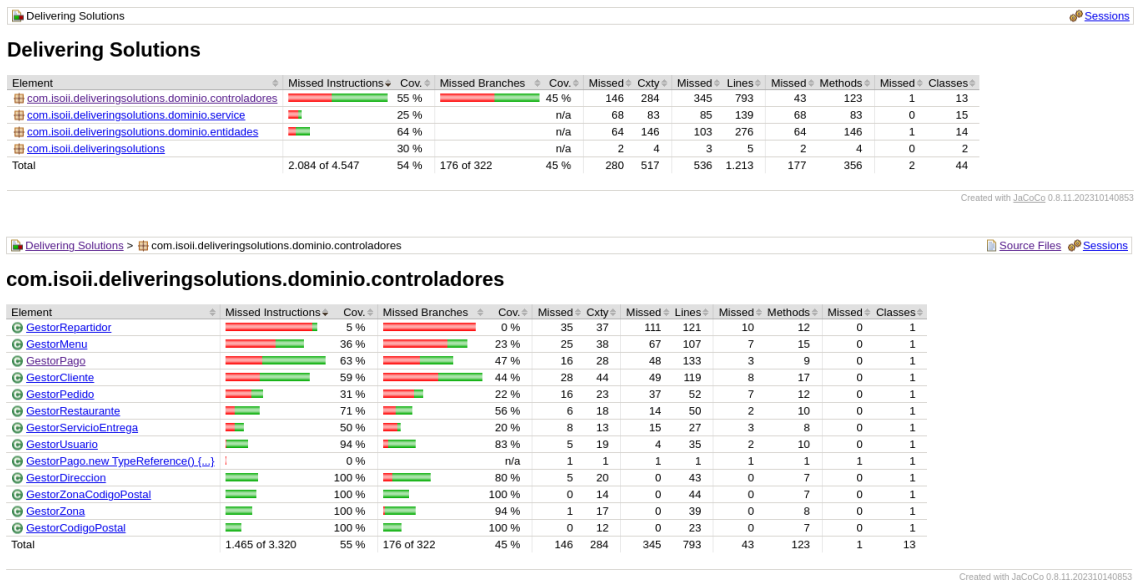 Delivering Solutions Sessions
Delivering Solutions
Element Missed Instructions Cov. Missed Branches Cov. Missed Cxty Missed Lines Missed Methods Missed Classes
com.isoii.deliveringsolutions.dominio.controladores 55 % 45 % 146 284 345 793 43 123 1 13
com.isoii.deliveringsolutions.dominio.service 25 % n/a 68 83 85 139 68 83 0 15
com.isoii.deliveringsolutions.dominio.entidades 64 % n/a 64 146 103 276 64 146 1 14
com.isoii.deliveringsolutions 30 % n/a 2 4 3 5 2 4 0 2
Total 2.084 of 4.547 54 % 176 of 322 45 % 280 517 536 1.213 177 356 2 44
Created with JaCoCo 0.8.11.202310140853
Delivering Solutions > com.isoii.deliveringsolutions.dominio.controladores Source Files Sessions
com.isoii.deliveringsolutions.dominio.controladores
Element Missed Instructions Cov. Missed Branches Cov. Missed Cxty Missed Lines Missed Methods Missed Classes
GestorRepartidor 5 % 0 % 35 37 111 121 10 12 0 1
GestorMenu 36 % 23 % 25 38 67 107 7 15 0 1
GestorPago 63 % 47 % 16 28 48 133 3 9 0 1
GestorCliente 59 % 44 % 28 44 49 119 8 17 0 1
GestorPedido 31 % 22 % 16 23 37 52 7 12 0 1
GestorRestaurante 71 % 56 % 6 18 14 50 2 10 0 1
GestorServicioEntrega 50 % 20 % 8 13 15 27 3 8 0 1
GestorUsuario 94 % 83 % 5 19 4 35 2 10 0 1
GestorPago.new TypeReference() {...} 0 % n/a 1 1 1 1 1 1 1 1
GestorDireccion 100 % 80 % 5 20 0 43 0 7 0 1
GestorZonaCodigoPostal 100 % 100 % 0 14 0 44 0 7 0 1
GestorZona 100 % 94 % 1 17 0 39 0 8 0 1
GestorCodigoPostal 100 % 100 % 0 12 0 23 0 7 0 1
Total 1.465 of 3.320 55 % 176 of 322 45 % 146 284 345 793 43 123 1 13
Created with JaCoCo 0.8.11.202310140853